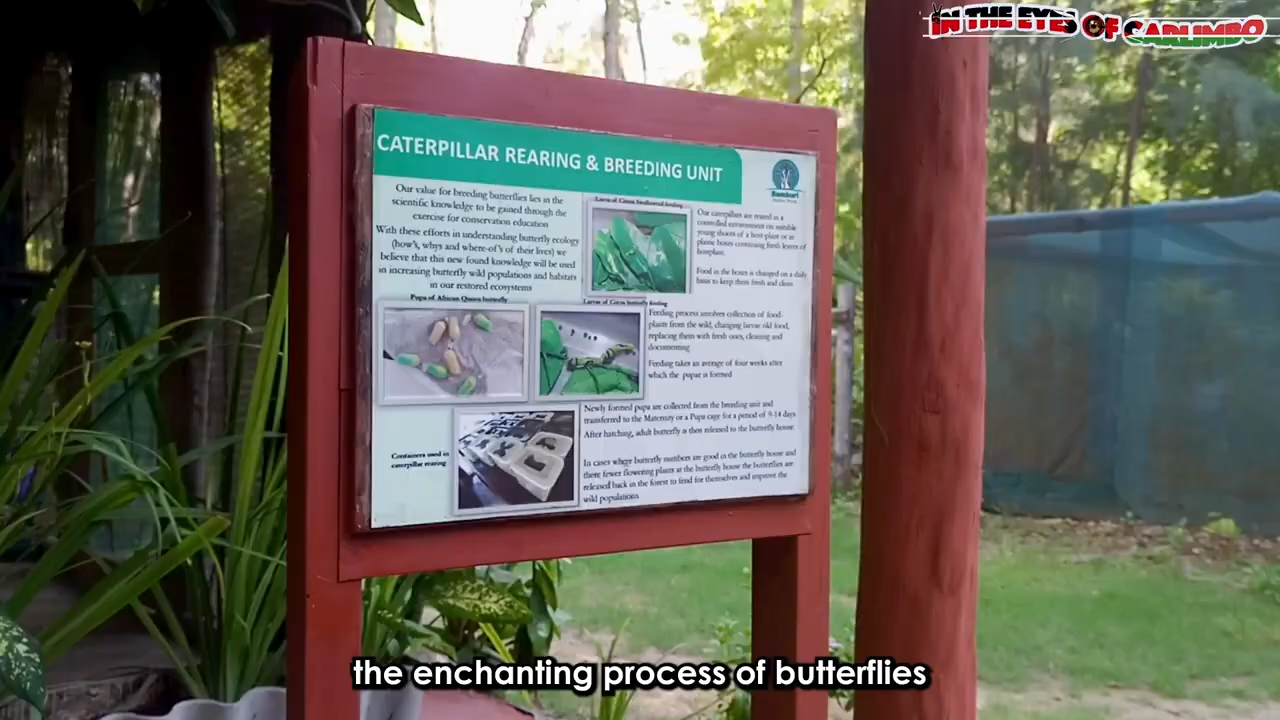 IN THE EYES OF CARLIMBO
CATERPILLAR REARING & BREEDING UNIT
Bamburi
Our value for breeding butterflies lies in the
scientific knowledge to be gained through the
exercise for conservation education
With these efforts in understanding butterfly ecology
(how's, whys and where-of's of their lives) we
believe that this new found knowledge will be used
in increasing butterfly wild populations and habitats
in our restored ecosystems
Larva of Citrus Swallowtail feeding
Our caterpillars are reared in a
controlled environment on suitable
young shoots of a host-plant or in
plastic boxes containing fresh leaves of
hostplant.
Food in the boxes is changed on a daily
basis to keep them fresh and clean
Pupa of African Queen butterfly
Larvae of Citrus butterfly feeding
Feeding process involves collection of food-
plants from the wild, changing larvae old food,
replacing them with fresh ones, cleaning and
documenting
Feeding takes an average of four weeks after
which the pupae is formed
Containers used in
caterpillar rearing
Newly formed pupa are collected from the breeding unit and
transferred to the Maternity or a Pupa cage for a period of 9-14 days
After hatching, adult butterfly is then released to the butterfly house
In cases where butterfly numbers are good in the butterfly house and
there fewer flowering plants at the butterfly house the butterflies are
released back in the forest to fend for themselves and improve the
wild populations
the enchanting process of butterflies